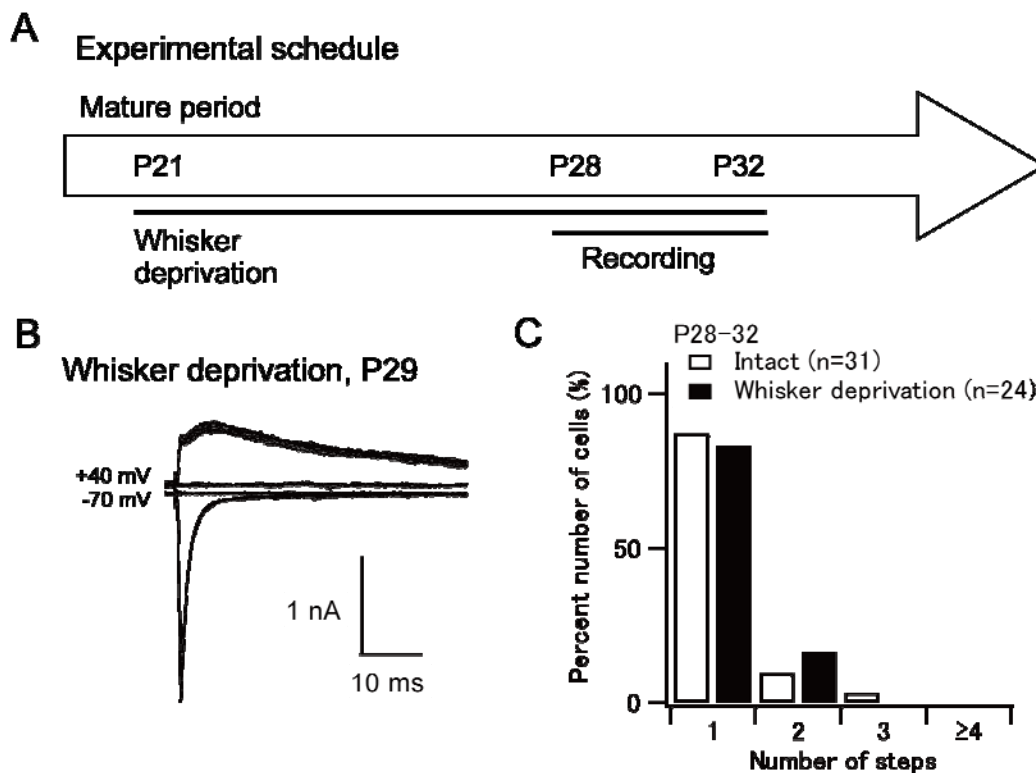 A
Experimental schedule
Mature period
P21 P28 P32
Whisker
deprivation
Recording
B
Whisker deprivation, P29
+40 mV
-70 mV
1 nA
10 ms
C
P28-32
Intact (n=31)
Whisker deprivation (n=24)
Percent number of cells (%)
100
50
0
1 2 3 ≥4
Number of steps